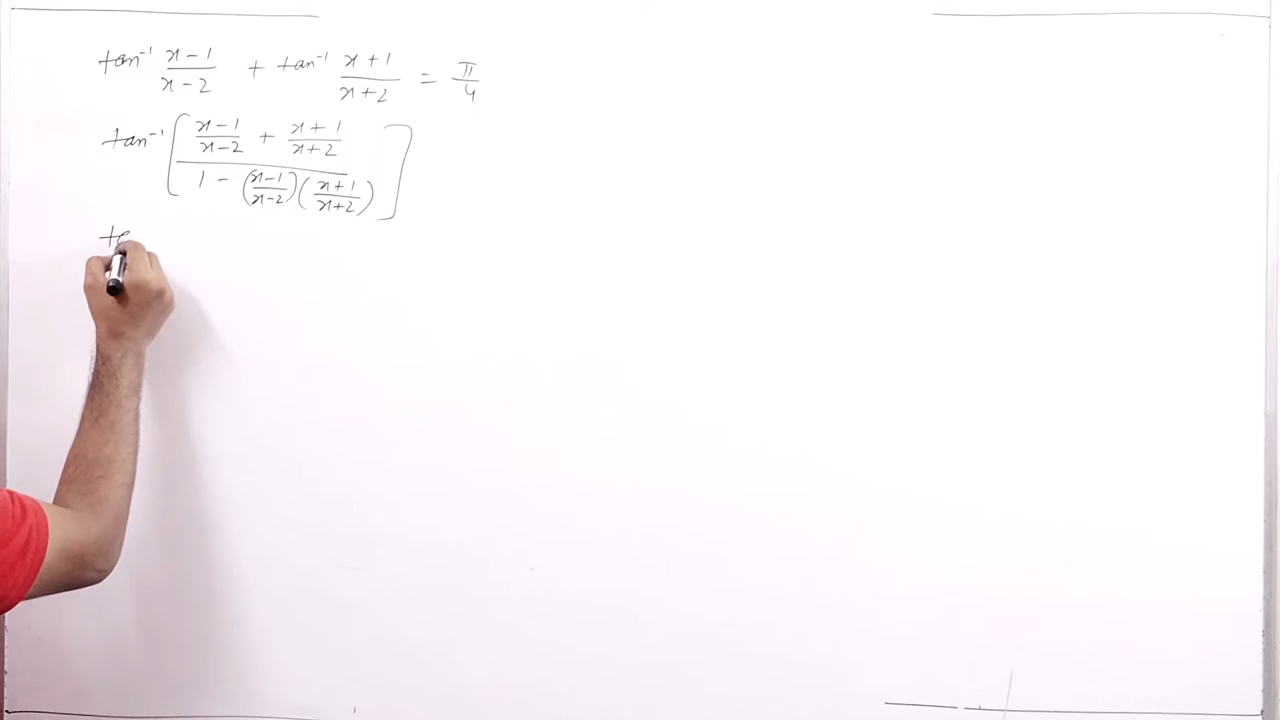 tan⁻¹ (x-1)/(x-2) + tan⁻¹ (x+1)/(x+2) = π/4
tan⁻¹ [ ( (x-1)/(x-2) + (x+1)/(x+2) ) / ( 1 - ((x-1)/(x-2)) ((x+1)/(x+2)) ) ]